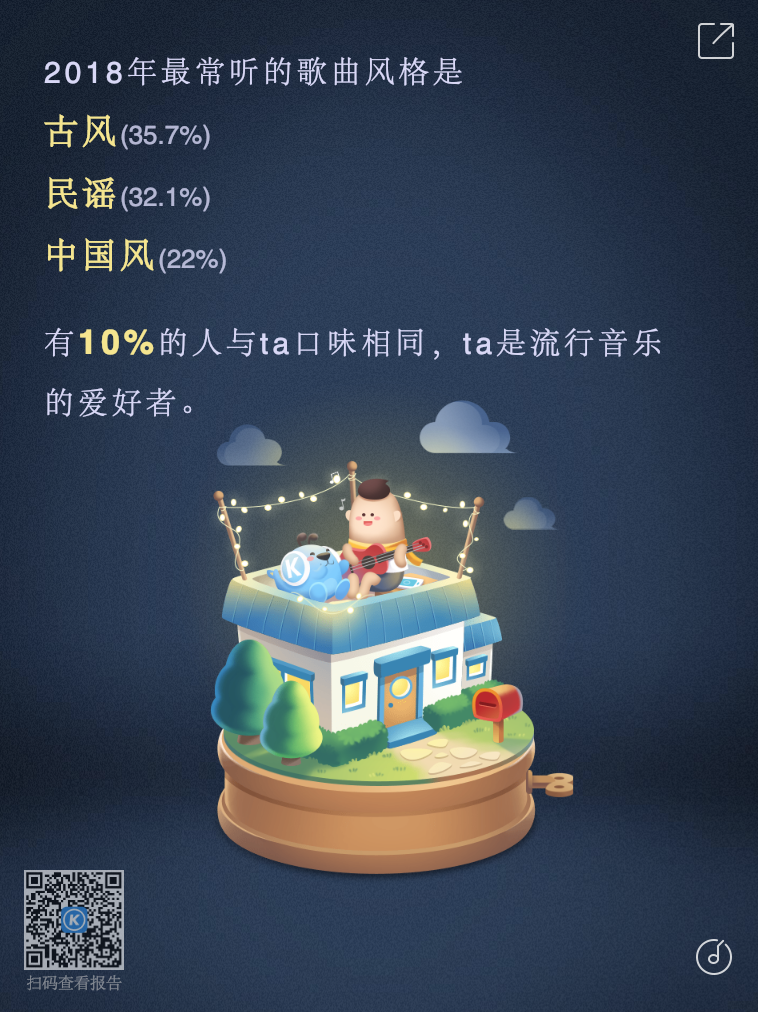 2018年最常听的歌曲风格是
古风(35.7%)
民谣(32.1%)
中国风(22%)
有10%的人与ta口味相同，ta是流行音乐
的爱好者。
K
K
扫码查看报告